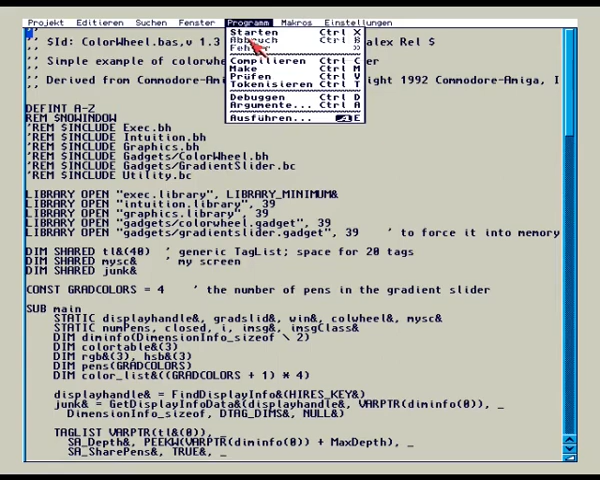 Projekt Editieren Suchen Fenster Programm Makros Einstellungen
Starten Ctrl X
Abbruch Ctrl B
Fehler »
Compilieren Ctrl C
Make Ctrl M
Prüfen Ctrl V
Tokenisieren Ctrl T
Debuggen Ctrl D
Argumente... Ctrl A
Ausführen... E
'' $Id: ColorWheel.bas,v 1.3 alex Rel $
'' Simple example of colorwhe
'' Derived from Commodore-Ami right 1992 Commodore-Amiga, I
DEFINT A-Z
REM $NOWINDOW
'REM $INCLUDE Exec.bh
'REM $INCLUDE Intuition.bh
'REM $INCLUDE Graphics.bh
'REM $INCLUDE Gadgets/ColorWheel.bh
'REM $INCLUDE Gadgets/GradientSlider.bc
'REM $INCLUDE Utility.bc
LIBRARY OPEN "exec.library", LIBRARY_MINIMUM&
LIBRARY OPEN "intuition.library", 39
LIBRARY OPEN "graphics.library", 39
LIBRARY OPEN "gadgets/colorwheel.gadget", 39
LIBRARY OPEN "gadgets/gradientslider.gadget", 39 ' to force it into memory
DIM SHARED tl&(40) ' generic TagList; space for 20 tags
DIM SHARED mysc& ' my screen
DIM SHARED junk&
CONST GRADCOLORS = 4 ' the number of pens in the gradient slider
SUB main
STATIC displayhandle&, gradslid&, win&, colwheel&, mysc&
STATIC numPens, closed, i, imsg&, imsgClass&
DIM diminfo(DimensionInfo_sizeof \ 2)
DIM colortable&(3)
DIM rgb&(3), hsb&(3)
DIM pens(GRADCOLORS)
DIM color_list&((GRADCOLORS + 1) * 4)
displayhandle& = FindDisplayInfo&(HIRES_KEY&)
junk& = GetDisplayInfoData&(displayhandle&, VARPTR(diminfo(0)), _
DimensionInfo_sizeof, DTAG_DIMS&, NULL&)
TAGLIST VARPTR(tl&(0)), _
SA_Depth&, PEEKW(VARPTR(diminfo(0)) + MaxDepth), _
SA_SharePens&, TRUE&, _